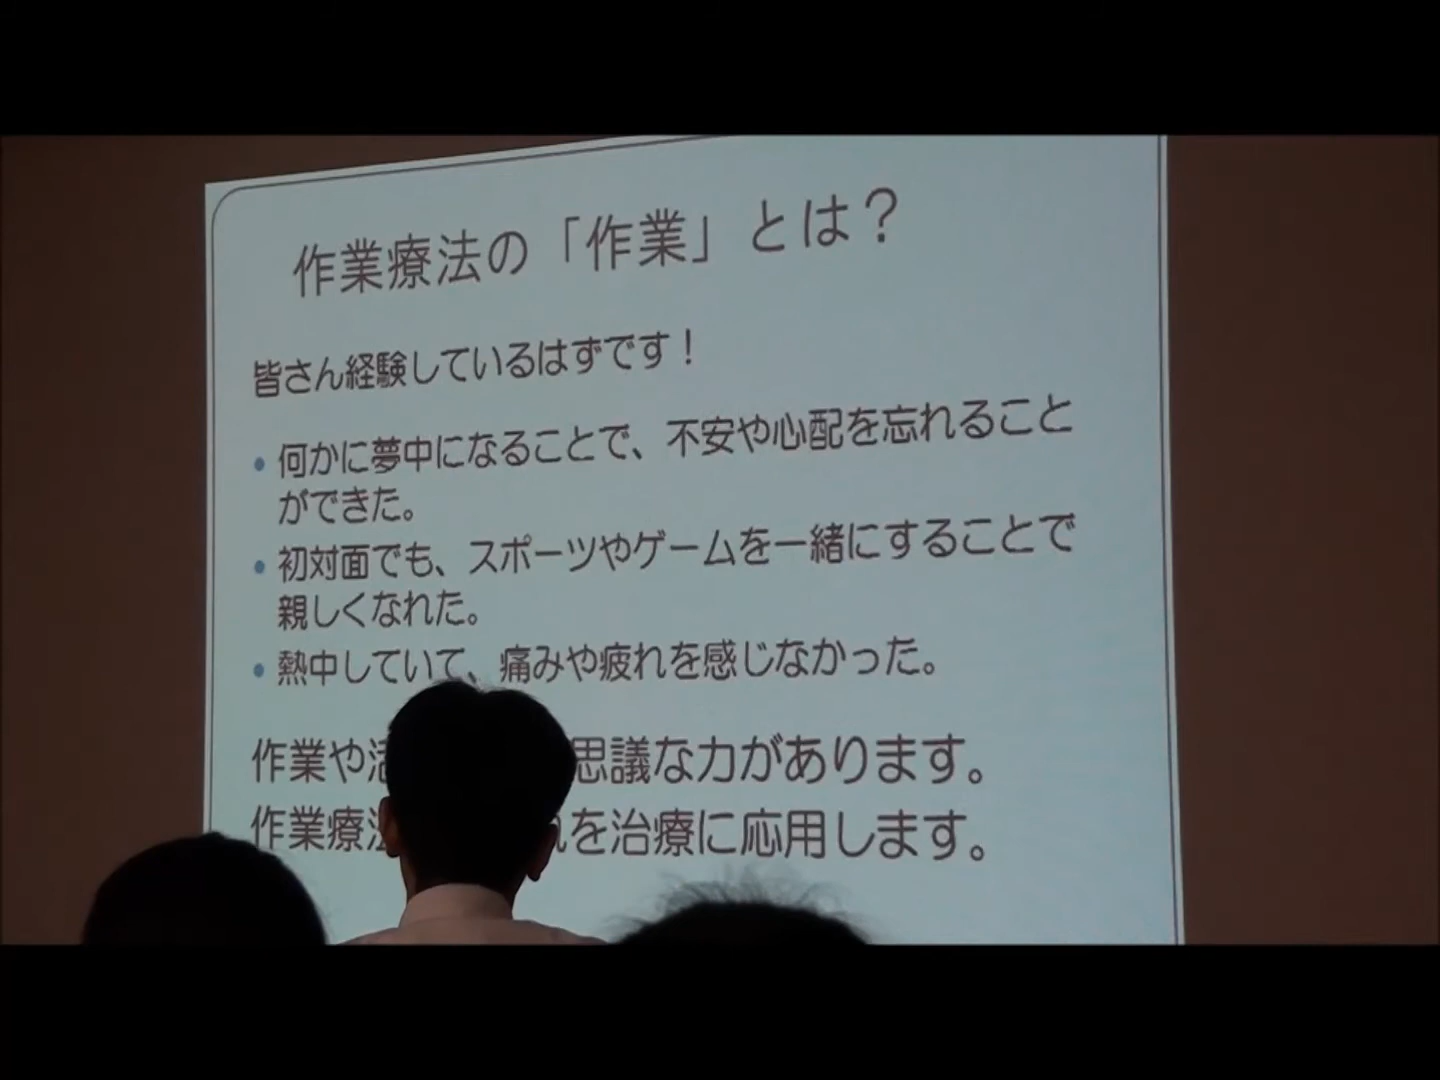 作業療法の「作業」とは？
皆さん経験しているはずです！
• 何かに夢中になることで、不安や心配を忘れること
ができた。
• 初対面でも、スポーツやゲームを一緒にすることで
親しくなれた。
• 熱中していて、痛みや疲れを感じなかった。
作業や 思議な力があります。
作業療 を治療に応用します。